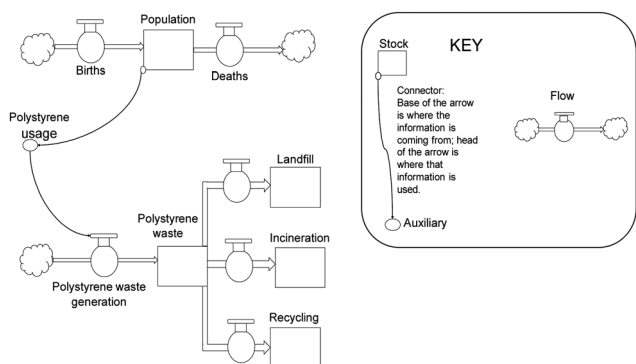 Population
Births
Deaths
Polystyrene
usage
Landfill
Polystyrene
waste
Incineration
Polystyrene waste
generation
Recycling
KEY
Stock
Connector:
Base of the arrow
is where the
information is
coming from; head
of the arrow is
where that
information is
used.
Flow
Auxiliary